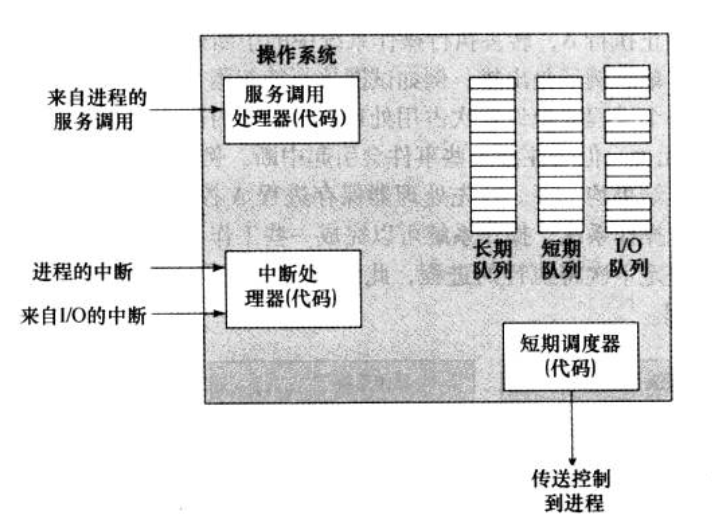 操作系统
来自进程的
服务调用
服务调用
处理器(代码)
长期
队列
短期
队列
I/O
队列
进程的中断
来自I/O的中断
中断处
理器(代码)
短期调度器
(代码)
传送控制
到进程